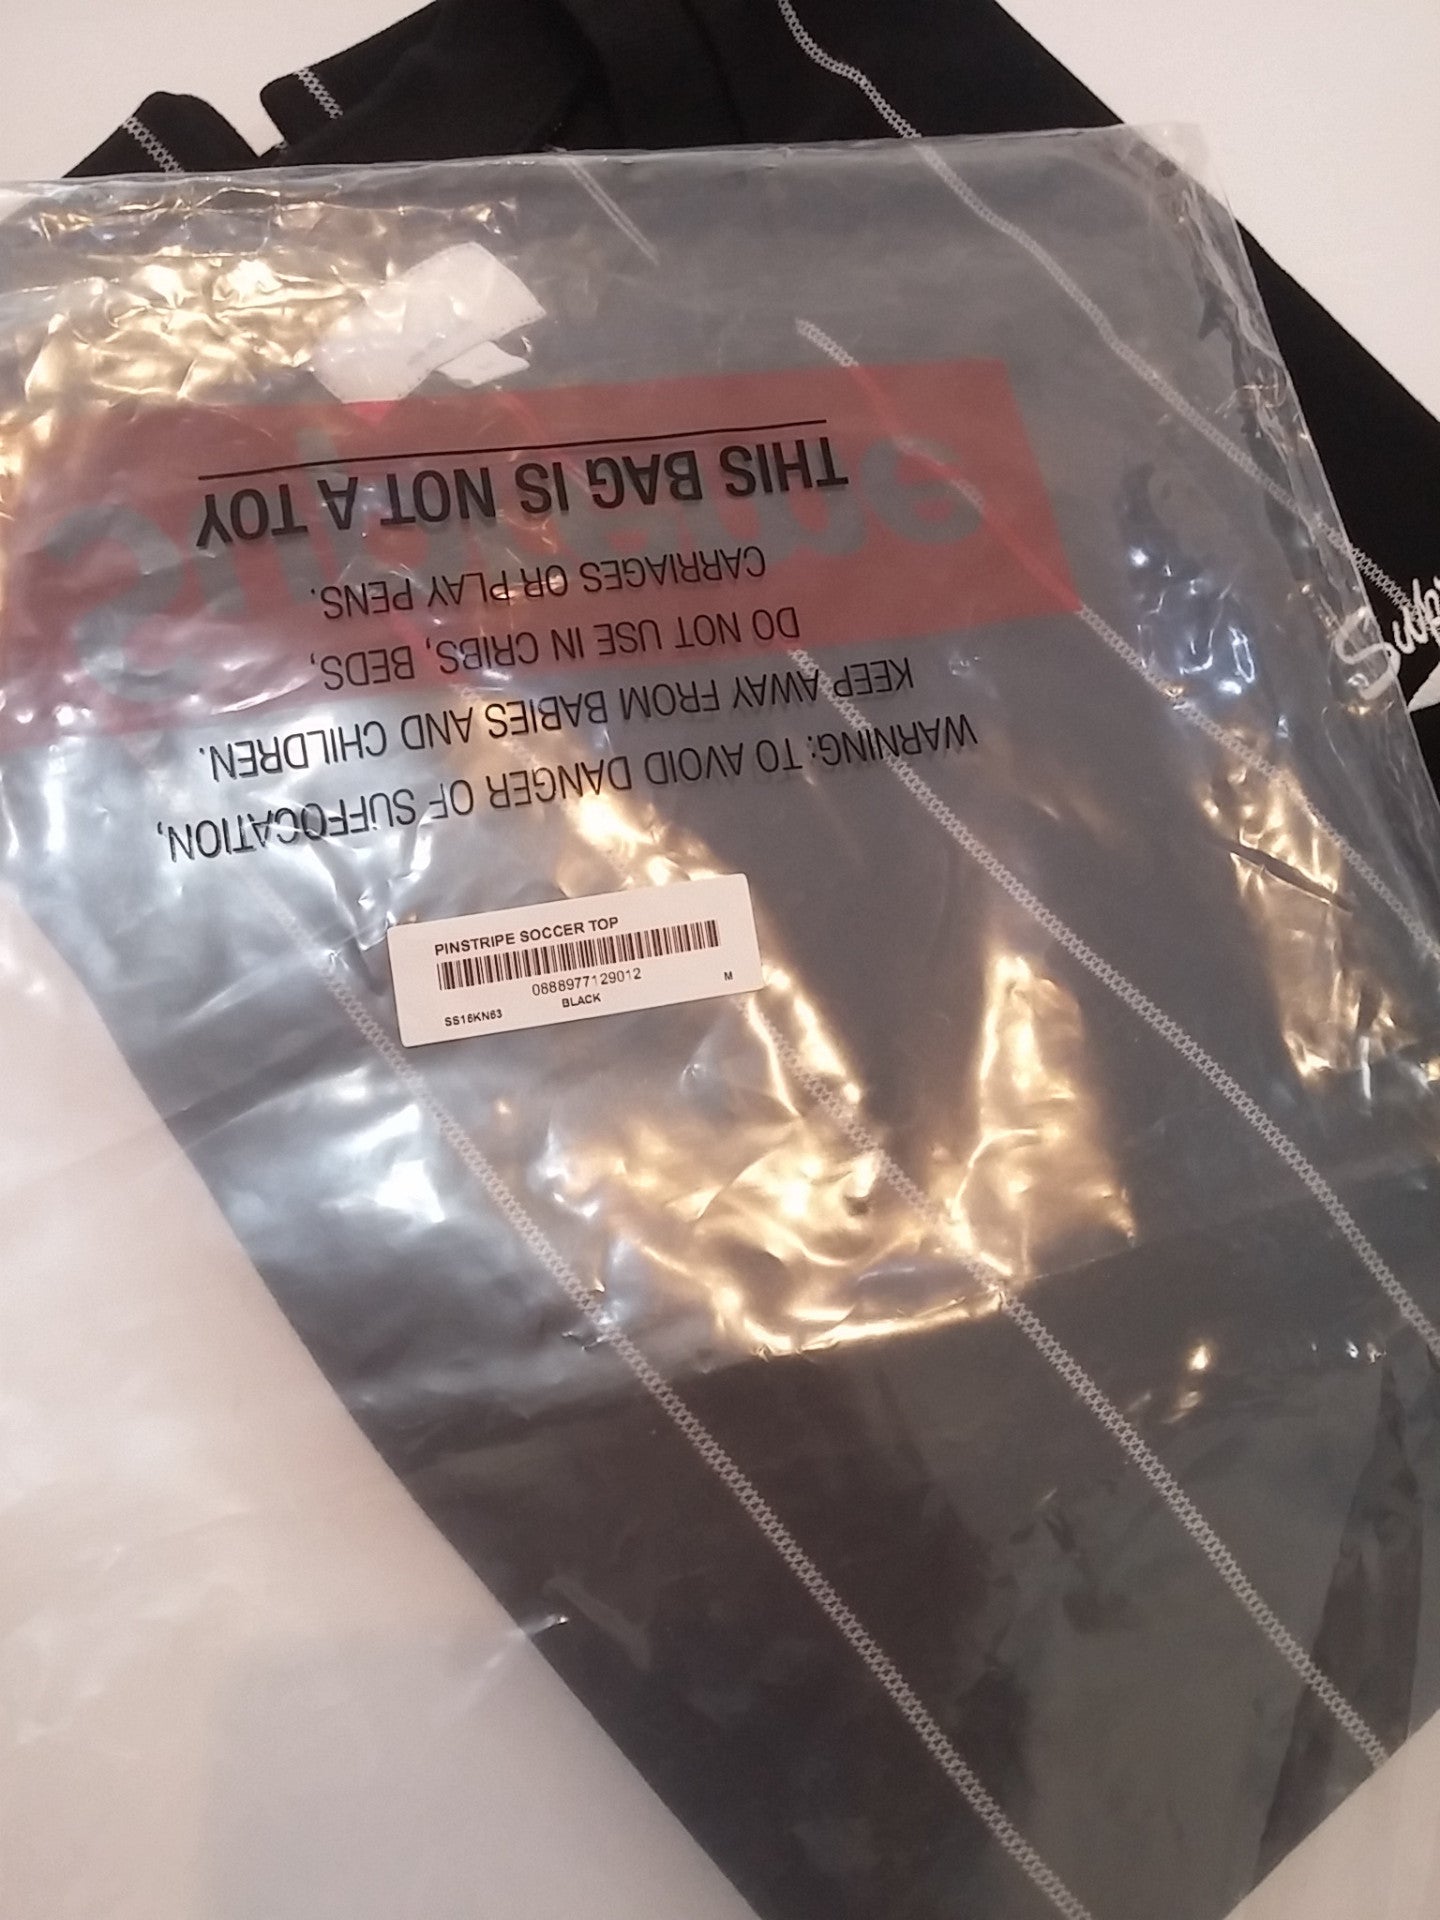 WARNING: TO AVOID DANGER OF SUFFOCATION,
KEEP AWAY FROM BABIES AND CHILDREN.
DO NOT USE IN CRIBS, BEDS,
CARRIAGES OR PLAY PENS.
THIS BAG IS NOT A TOY
PINSTRIPE SOCCER TOP
0888977129012
BLACK
M
SS16KN63